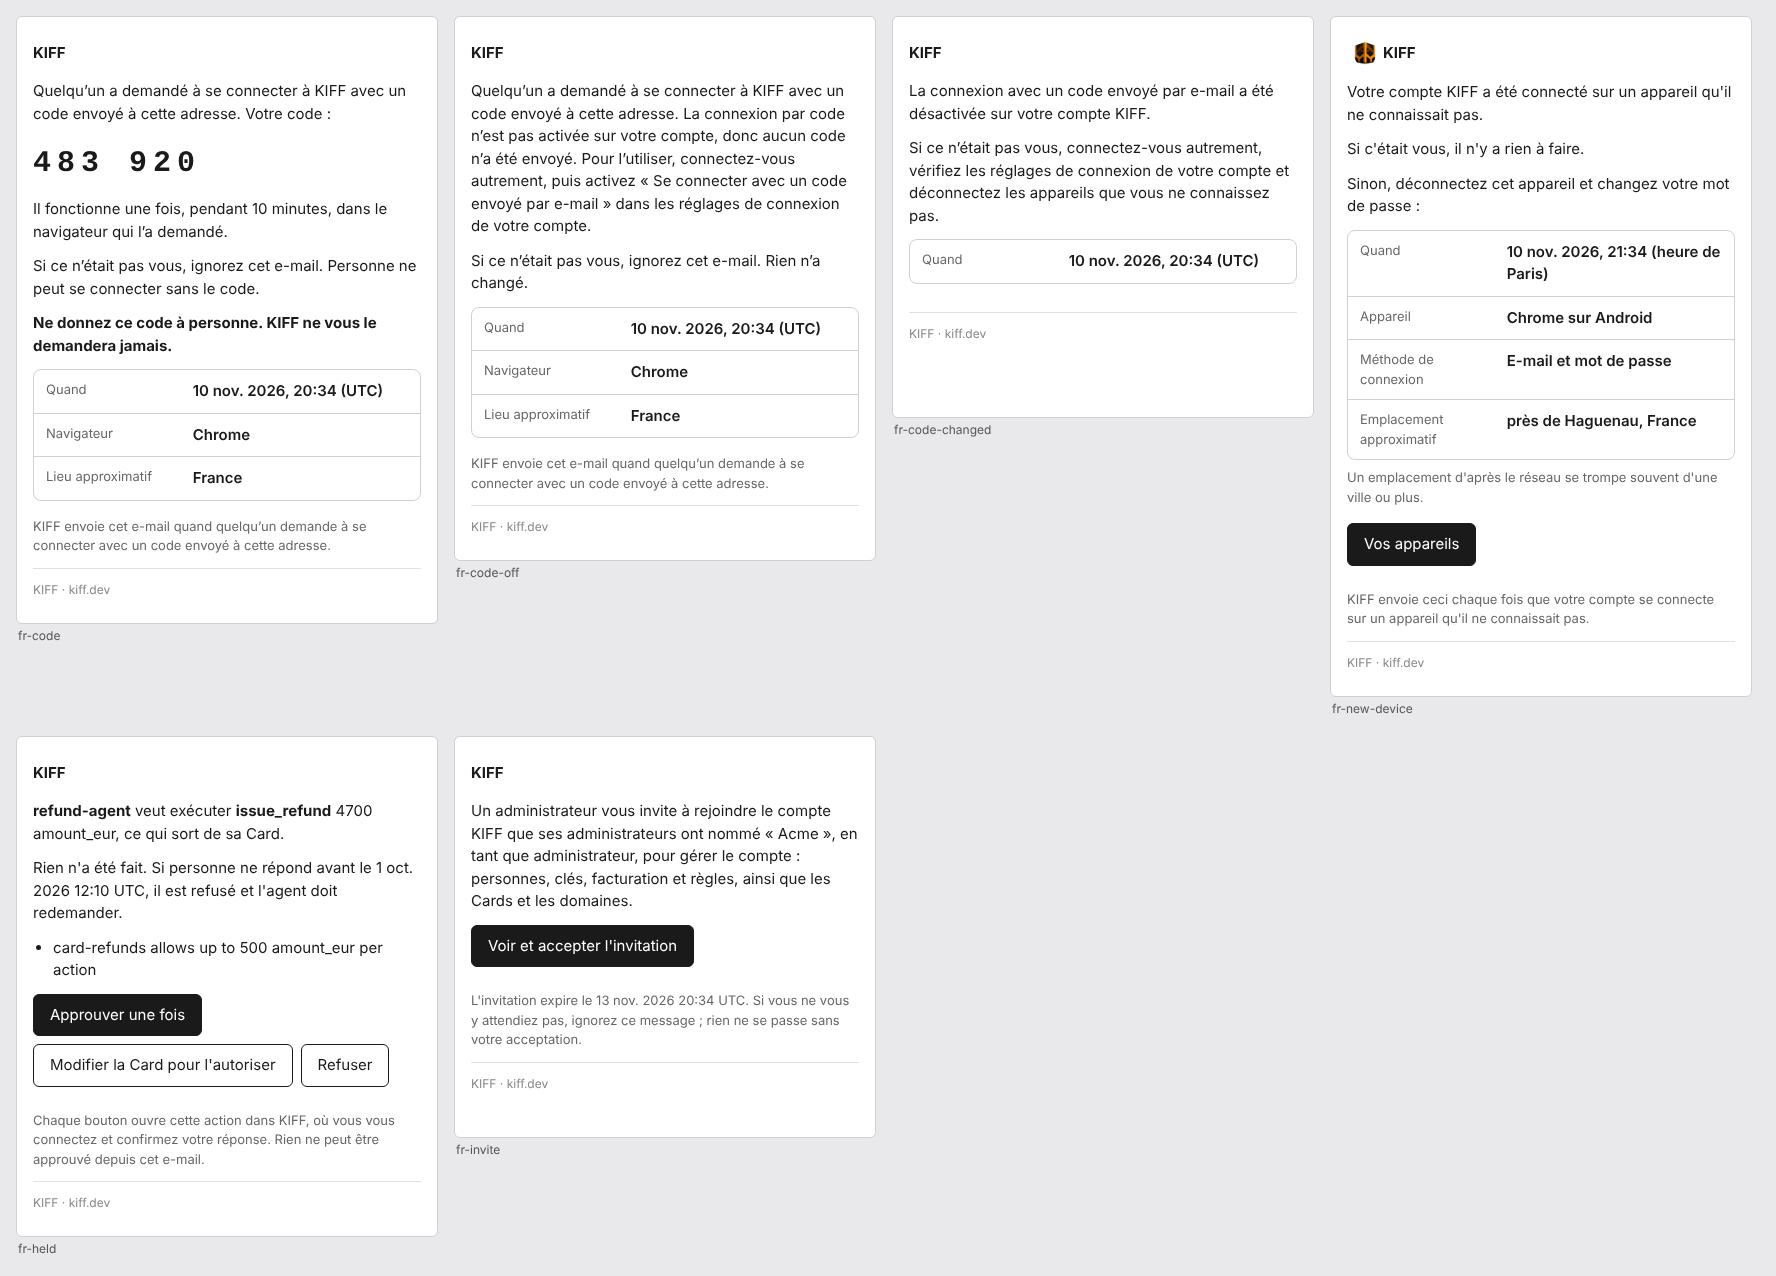 KIFF
Quelqu’un a demandé à se connecter à KIFF avec un
code envoyé à cette adresse. Votre code :
483 920
Il fonctionne une fois, pendant 10 minutes, dans le
navigateur qui l’a demandé.
Si ce n’était pas vous, ignorez cet e-mail. Personne ne
peut se connecter sans le code.
Ne donnez ce code à personne. KIFF ne vous le
demandera jamais.
Quand 10 nov. 2026, 20:34 (UTC)
Navigateur Chrome
Lieu approximatif France
KIFF envoie cet e-mail quand quelqu’un demande à se
connecter avec un code envoyé à cette adresse.
KIFF · kiff.dev
fr-code
KIFF
Quelqu’un a demandé à se connecter à KIFF avec un
code envoyé à cette adresse. La connexion par code
n’est pas activée sur votre compte, donc aucun code
n’a été envoyé. Pour l’utiliser, connectez-vous
autrement, puis activez « Se connecter avec un code
envoyé par e-mail » dans les réglages de connexion
de votre compte.
Si ce n’était pas vous, ignorez cet e-mail. Rien n’a
changé.
Quand 10 nov. 2026, 20:34 (UTC)
Navigateur Chrome
Lieu approximatif France
KIFF envoie cet e-mail quand quelqu’un demande à se
connecter avec un code envoyé à cette adresse.
KIFF · kiff.dev
fr-code-off
KIFF
La connexion avec un code envoyé par e-mail a été
désactivée sur votre compte KIFF.
Si ce n’était pas vous, connectez-vous autrement,
vérifiez les réglages de connexion de votre compte et
déconnectez les appareils que vous ne connaissez
pas.
Quand 10 nov. 2026, 20:34 (UTC)
KIFF · kiff.dev
fr-code-changed
KIFF
Votre compte KIFF a été connecté sur un appareil qu'il
ne connaissait pas.
Si c'était vous, il n'y a rien à faire.
Sinon, déconnectez cet appareil et changez votre mot
de passe :
Quand 10 nov. 2026, 21:34 (heure de
Paris)
Appareil Chrome sur Android
Méthode de
connexion E-mail et mot de passe
Emplacement
approximatif près de Haguenau, France
Un emplacement d'après le réseau se trompe souvent d'une
ville ou plus.
Vos appareils
KIFF envoie ceci chaque fois que votre compte se connecte
sur un appareil qu'il ne connaissait pas.
KIFF · kiff.dev
fr-new-device
KIFF
refund-agent veut exécuter issue_refund 4700
amount_eur, ce qui sort de sa Card.
Rien n'a été fait. Si personne ne répond avant le 1 oct.
2026 12:10 UTC, il est refusé et l'agent doit
redemander.
• card-refunds allows up to 500 amount_eur per
action
Approuver une fois
Modifier la Card pour l'autoriser Refuser
Chaque bouton ouvre cette action dans KIFF, où vous vous
connectez et confirmez votre réponse. Rien ne peut être
approuvé depuis cet e-mail.
KIFF · kiff.dev
fr-held
KIFF
Un administrateur vous invite à rejoindre le compte
KIFF que ses administrateurs ont nommé « Acme », en
tant que administrateur, pour gérer le compte :
personnes, clés, facturation et règles, ainsi que les
Cards et les domaines.
Voir et accepter l'invitation
L'invitation expire le 13 nov. 2026 20:34 UTC. Si vous ne vous
y attendiez pas, ignorez ce message ; rien ne se passe sans
votre acceptation.
KIFF · kiff.dev
fr-invite